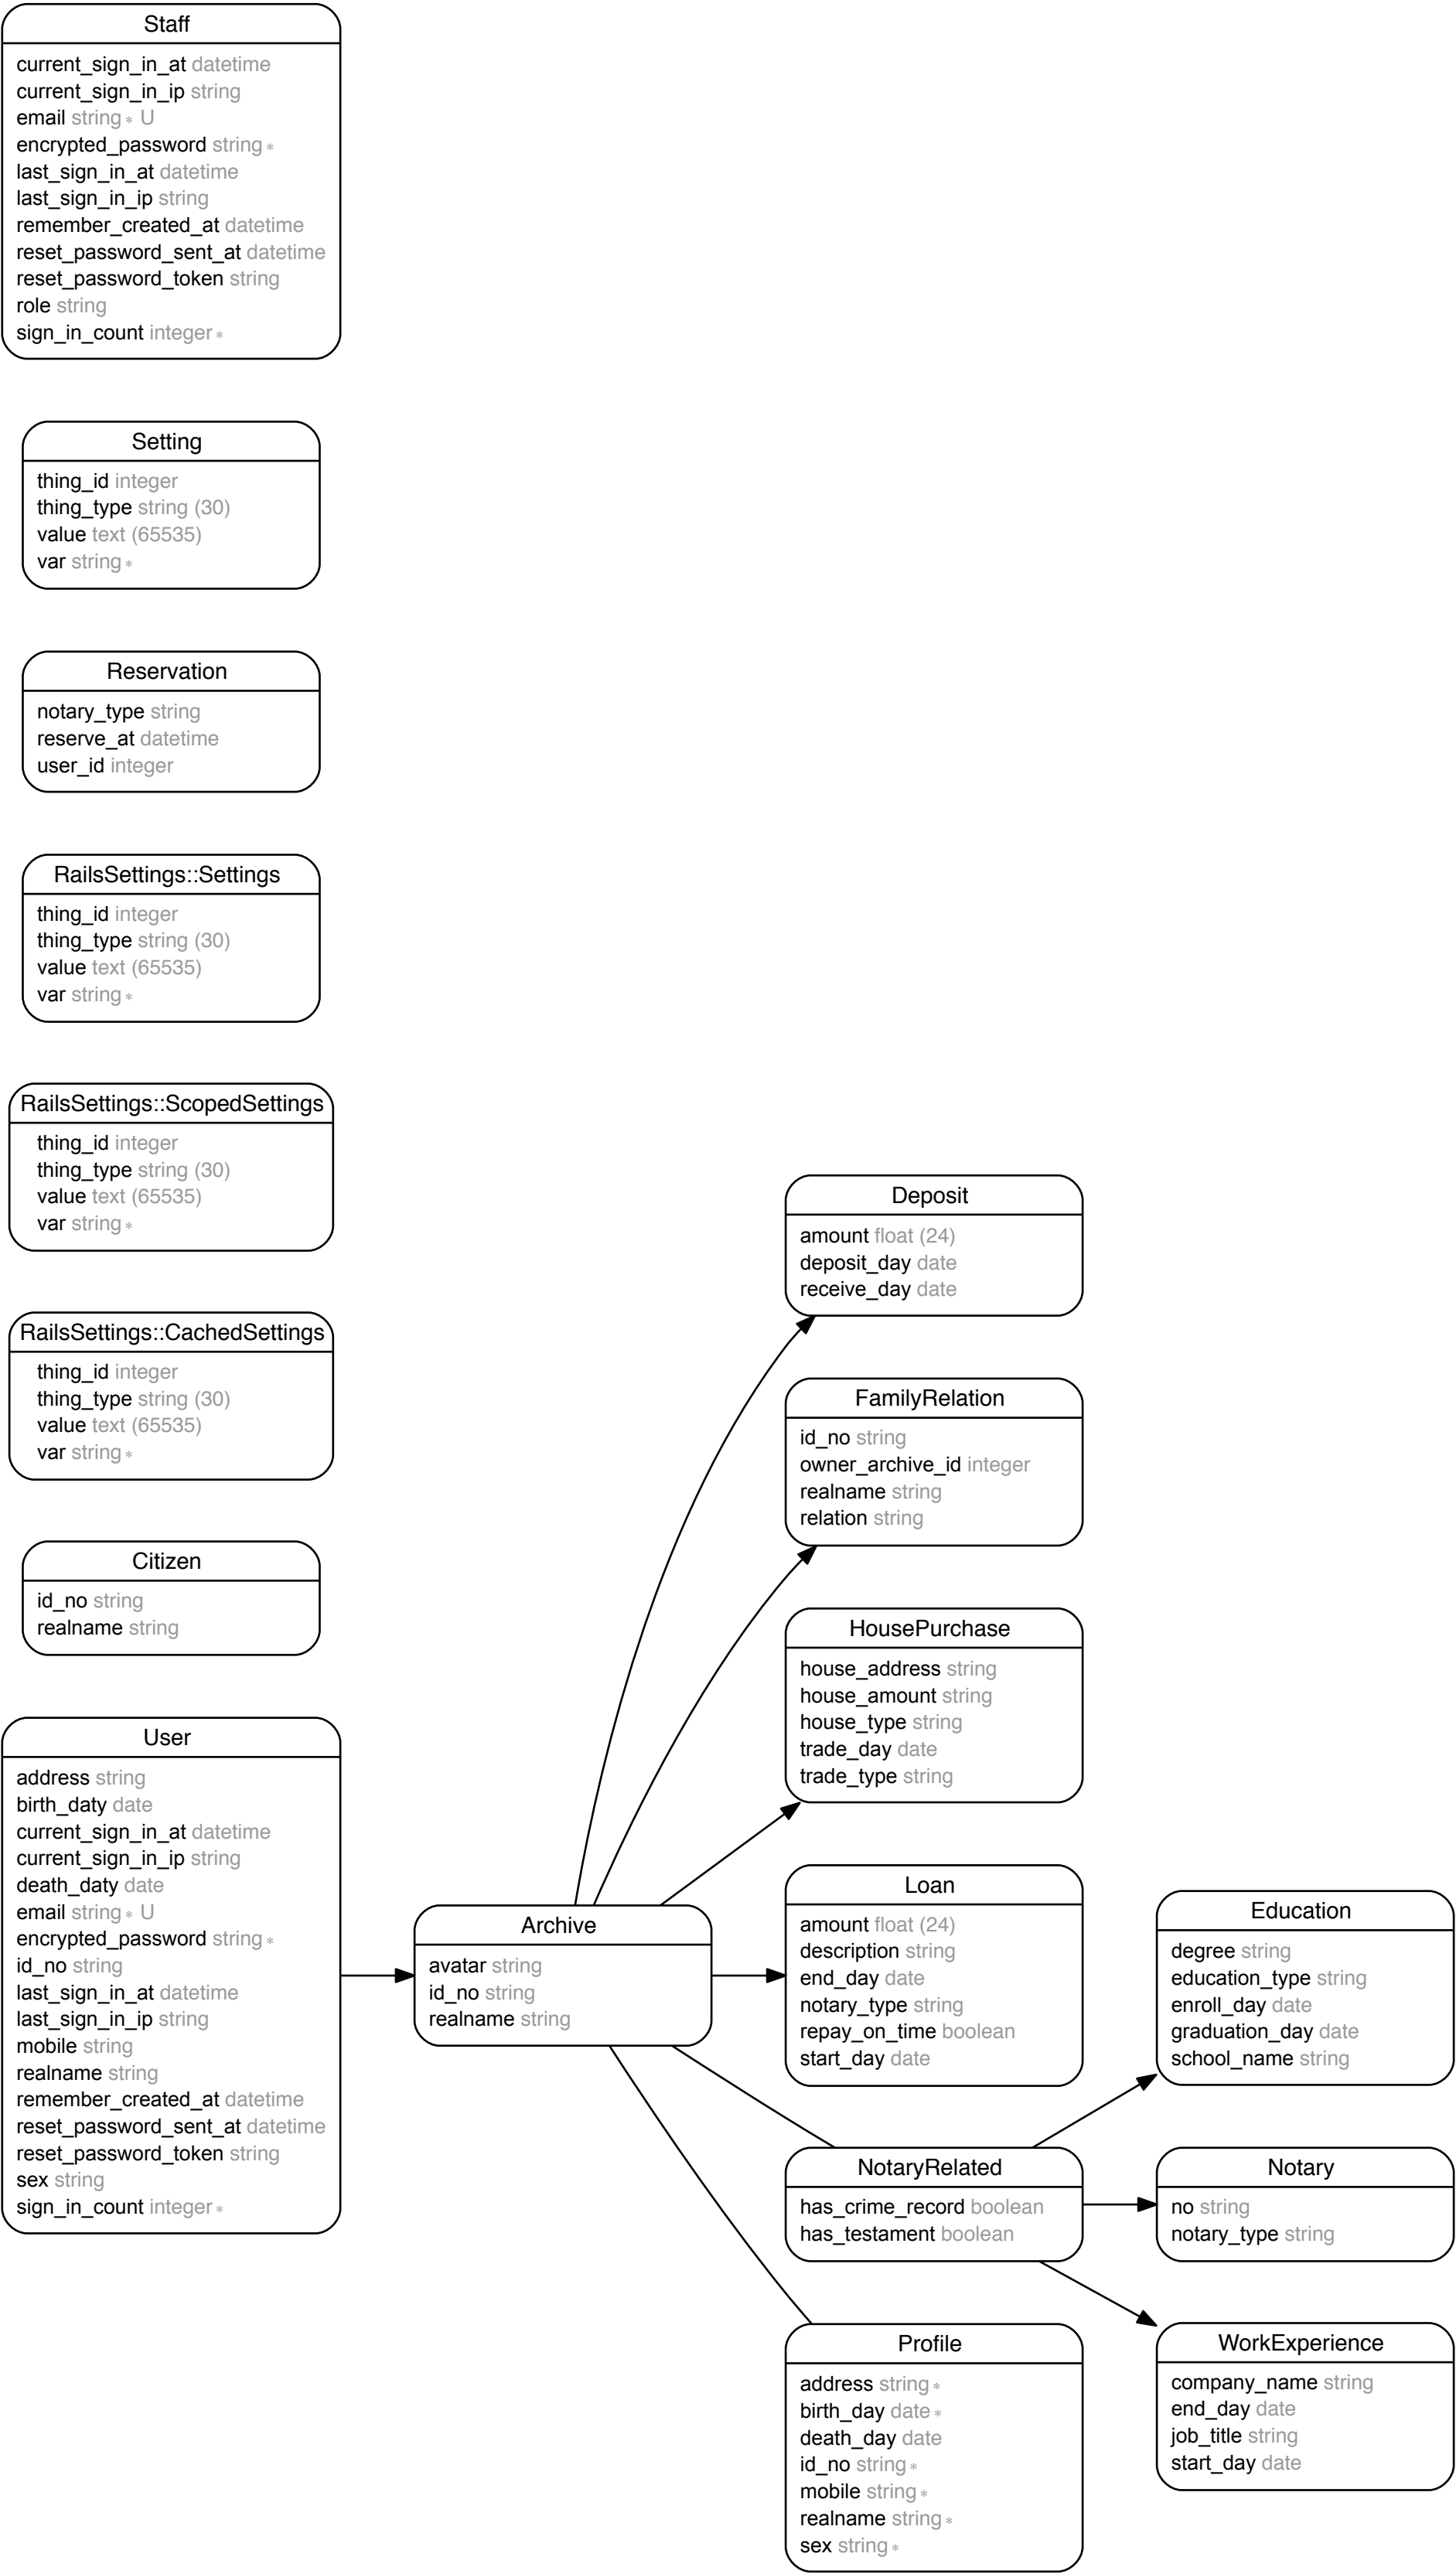 Staff
current_sign_in_at datetime
current_sign_in_ip string
email string* U
encrypted_password string*
last_sign_in_at datetime
last_sign_in_ip string
remember_created_at datetime
reset_password_sent_at datetime
reset_password_token string
role string
sign_in_count integer*
Setting
thing_id integer
thing_type string (30)
value text (65535)
var string*
Reservation
notary_type string
reserve_at datetime
user_id integer
RailsSettings::Settings
thing_id integer
thing_type string (30)
value text (65535)
var string*
RailsSettings::ScopedSettings
thing_id integer
thing_type string (30)
value text (65535)
var string*
RailsSettings::CachedSettings
thing_id integer
thing_type string (30)
value text (65535)
var string*
Citizen
id_no string
realname string
User
address string
birth_daty date
current_sign_in_at datetime
current_sign_in_ip string
death_daty date
email string* U
encrypted_password string*
id_no string
last_sign_in_at datetime
last_sign_in_ip string
mobile string
realname string
remember_created_at datetime
reset_password_sent_at datetime
reset_password_token string
sex string
sign_in_count integer*
Archive
avatar string
id_no string
realname string
Deposit
amount float (24)
deposit_day date
receive_day date
FamilyRelation
id_no string
owner_archive_id integer
realname string
relation string
HousePurchase
house_address string
house_amount string
house_type string
trade_day date
trade_type string
Loan
amount float (24)
description string
end_day date
notary_type string
repay_on_time boolean
start_day date
NotaryRelated
has_crime_record boolean
has_testament boolean
Profile
address string*
birth_day date*
death_day date
id_no string*
mobile string*
realname string*
sex string*
Education
degree string
education_type string
enroll_day date
graduation_day date
school_name string
Notary
no string
notary_type string
WorkExperience
company_name string
end_day date
job_title string
start_day date